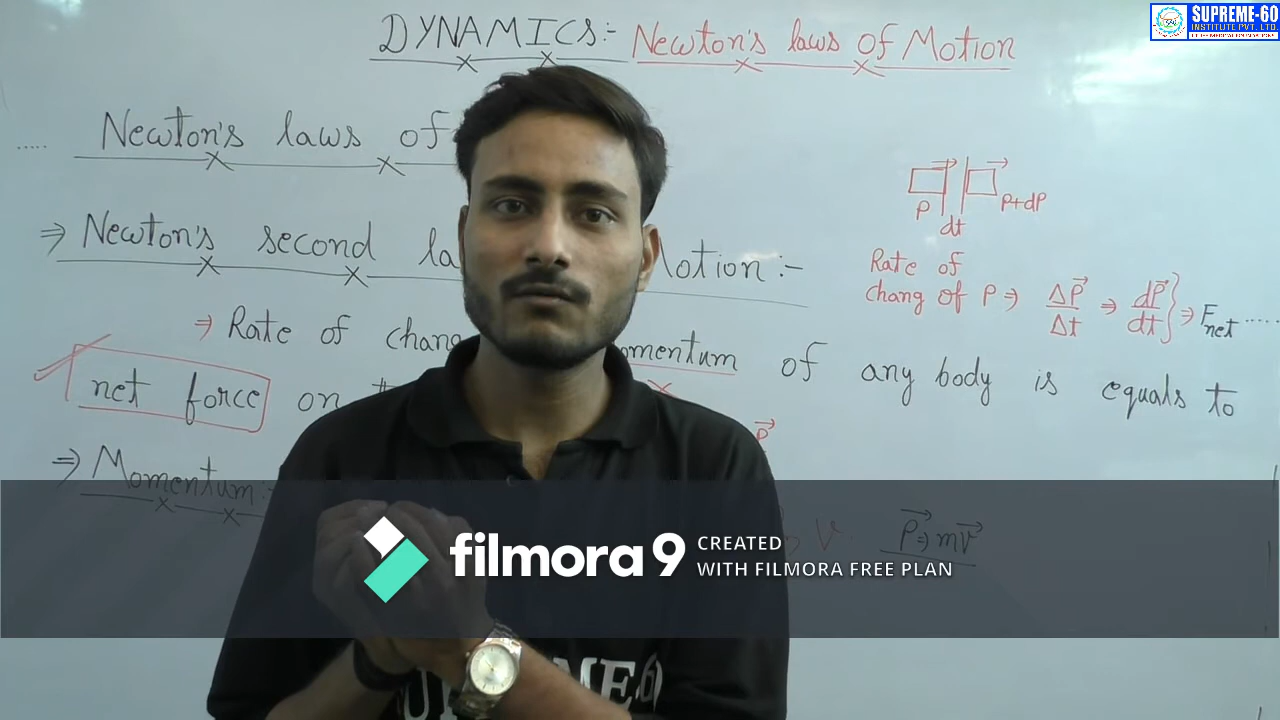 DYNAMICS:- Newton's laws of Motion
SUPREME-60
INSTITUTE PVT. LTD.
Newton's laws of
⇒ Newton's second la otion :-
⇒ Rate of chang omentum of any body is equals to
net force on
⇒ Momentum:-
P dt P+dP
Rate of
chang of P ⇒ ΔP⃗/Δt ⇒ dP⃗/dt} ⇒ Fnet .....
P⃗
V P⃗ ⇒ mv⃗
filmora 9 CREATED
WITH FILMORA FREE PLAN